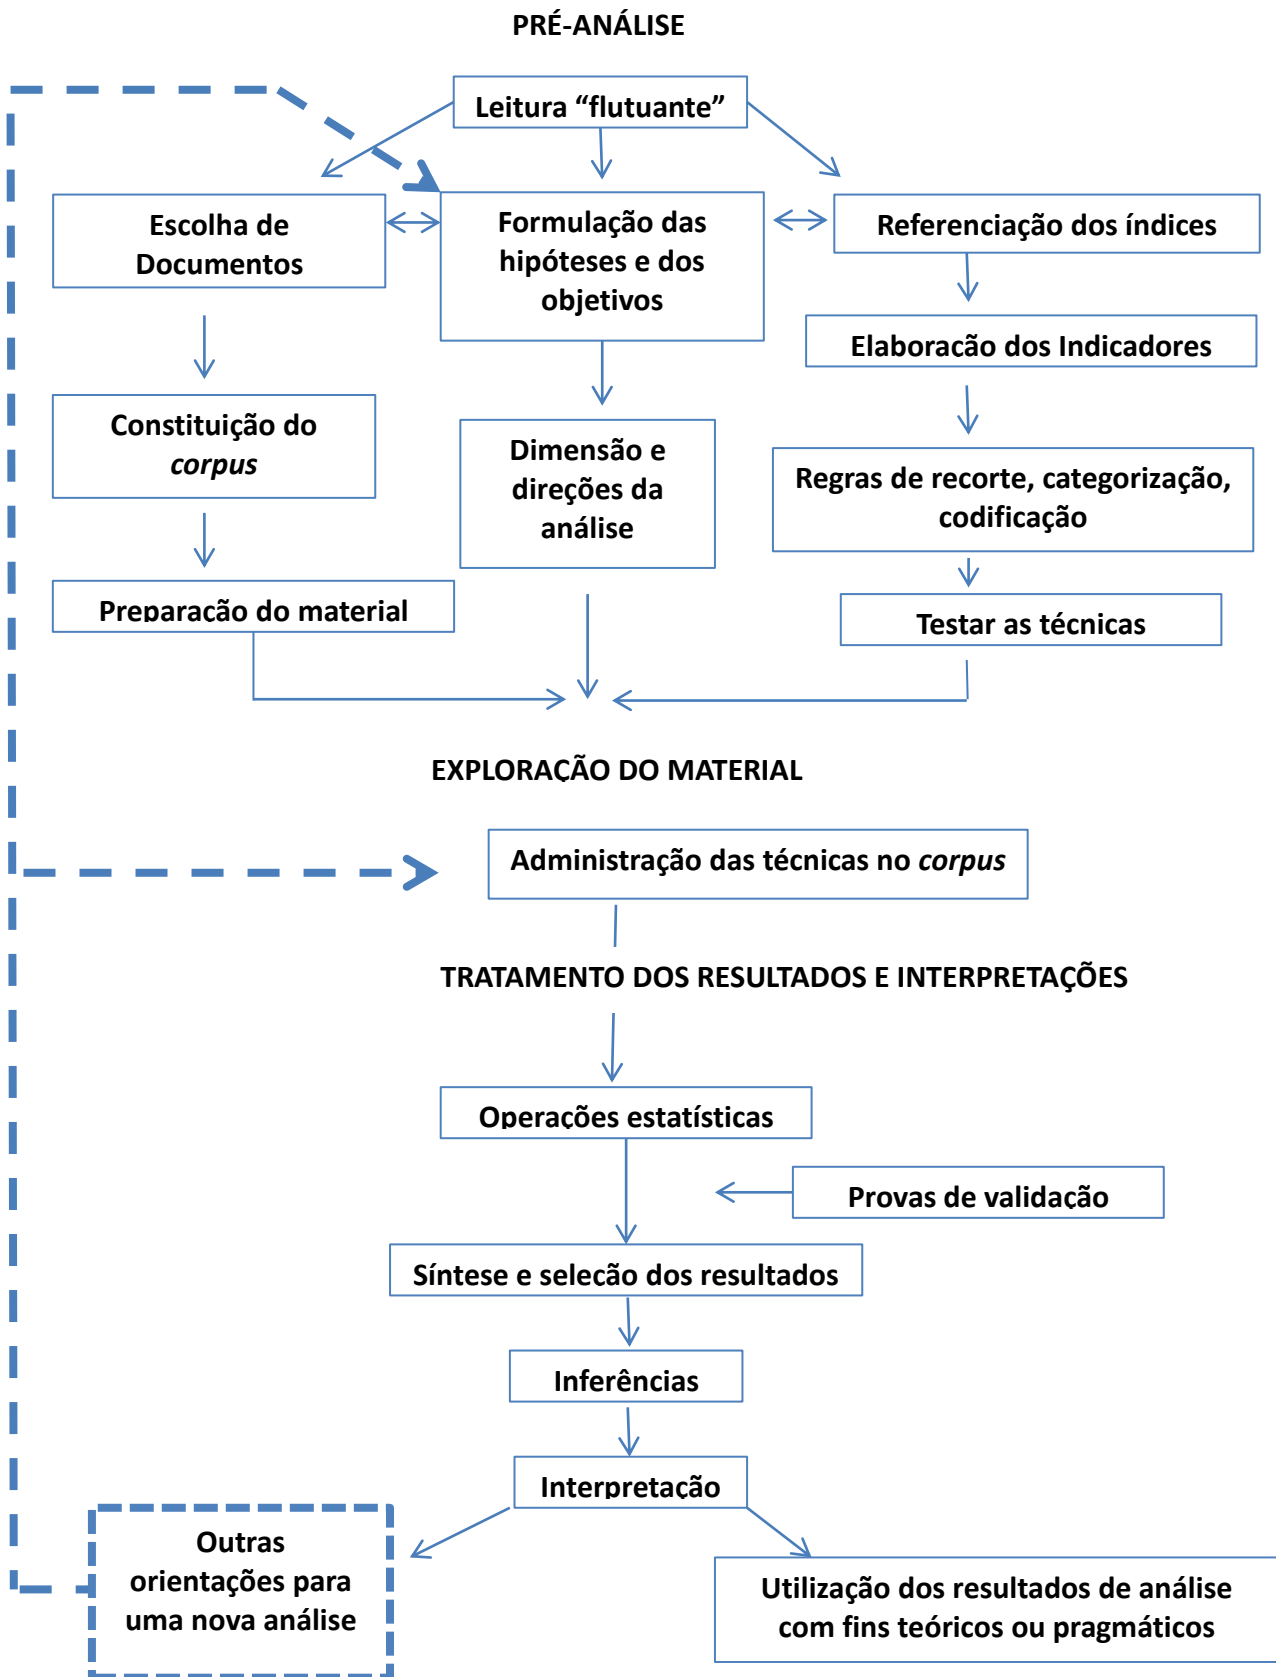 PRÉ-ANÁLISE
Leitura “flutuante”
Escolha de
Documentos
Formulação das
hipóteses e dos
objetivos
Referenciação dos índices
Elaboração dos Indicadores
Constituição do
corpus
Dimensão e
direções da
análise
Regras de recorte, categorização,
codificação
Preparação do material
Testar as técnicas
EXPLORAÇÃO DO MATERIAL
Administração das técnicas no corpus
TRATAMENTO DOS RESULTADOS E INTERPRETAÇÕES
Operações estatísticas
Provas de validação
Síntese e seleção dos resultados
Inferências
Interpretação
Outras
orientações para
uma nova análise
Utilização dos resultados de análise
com fins teóricos ou pragmáticos